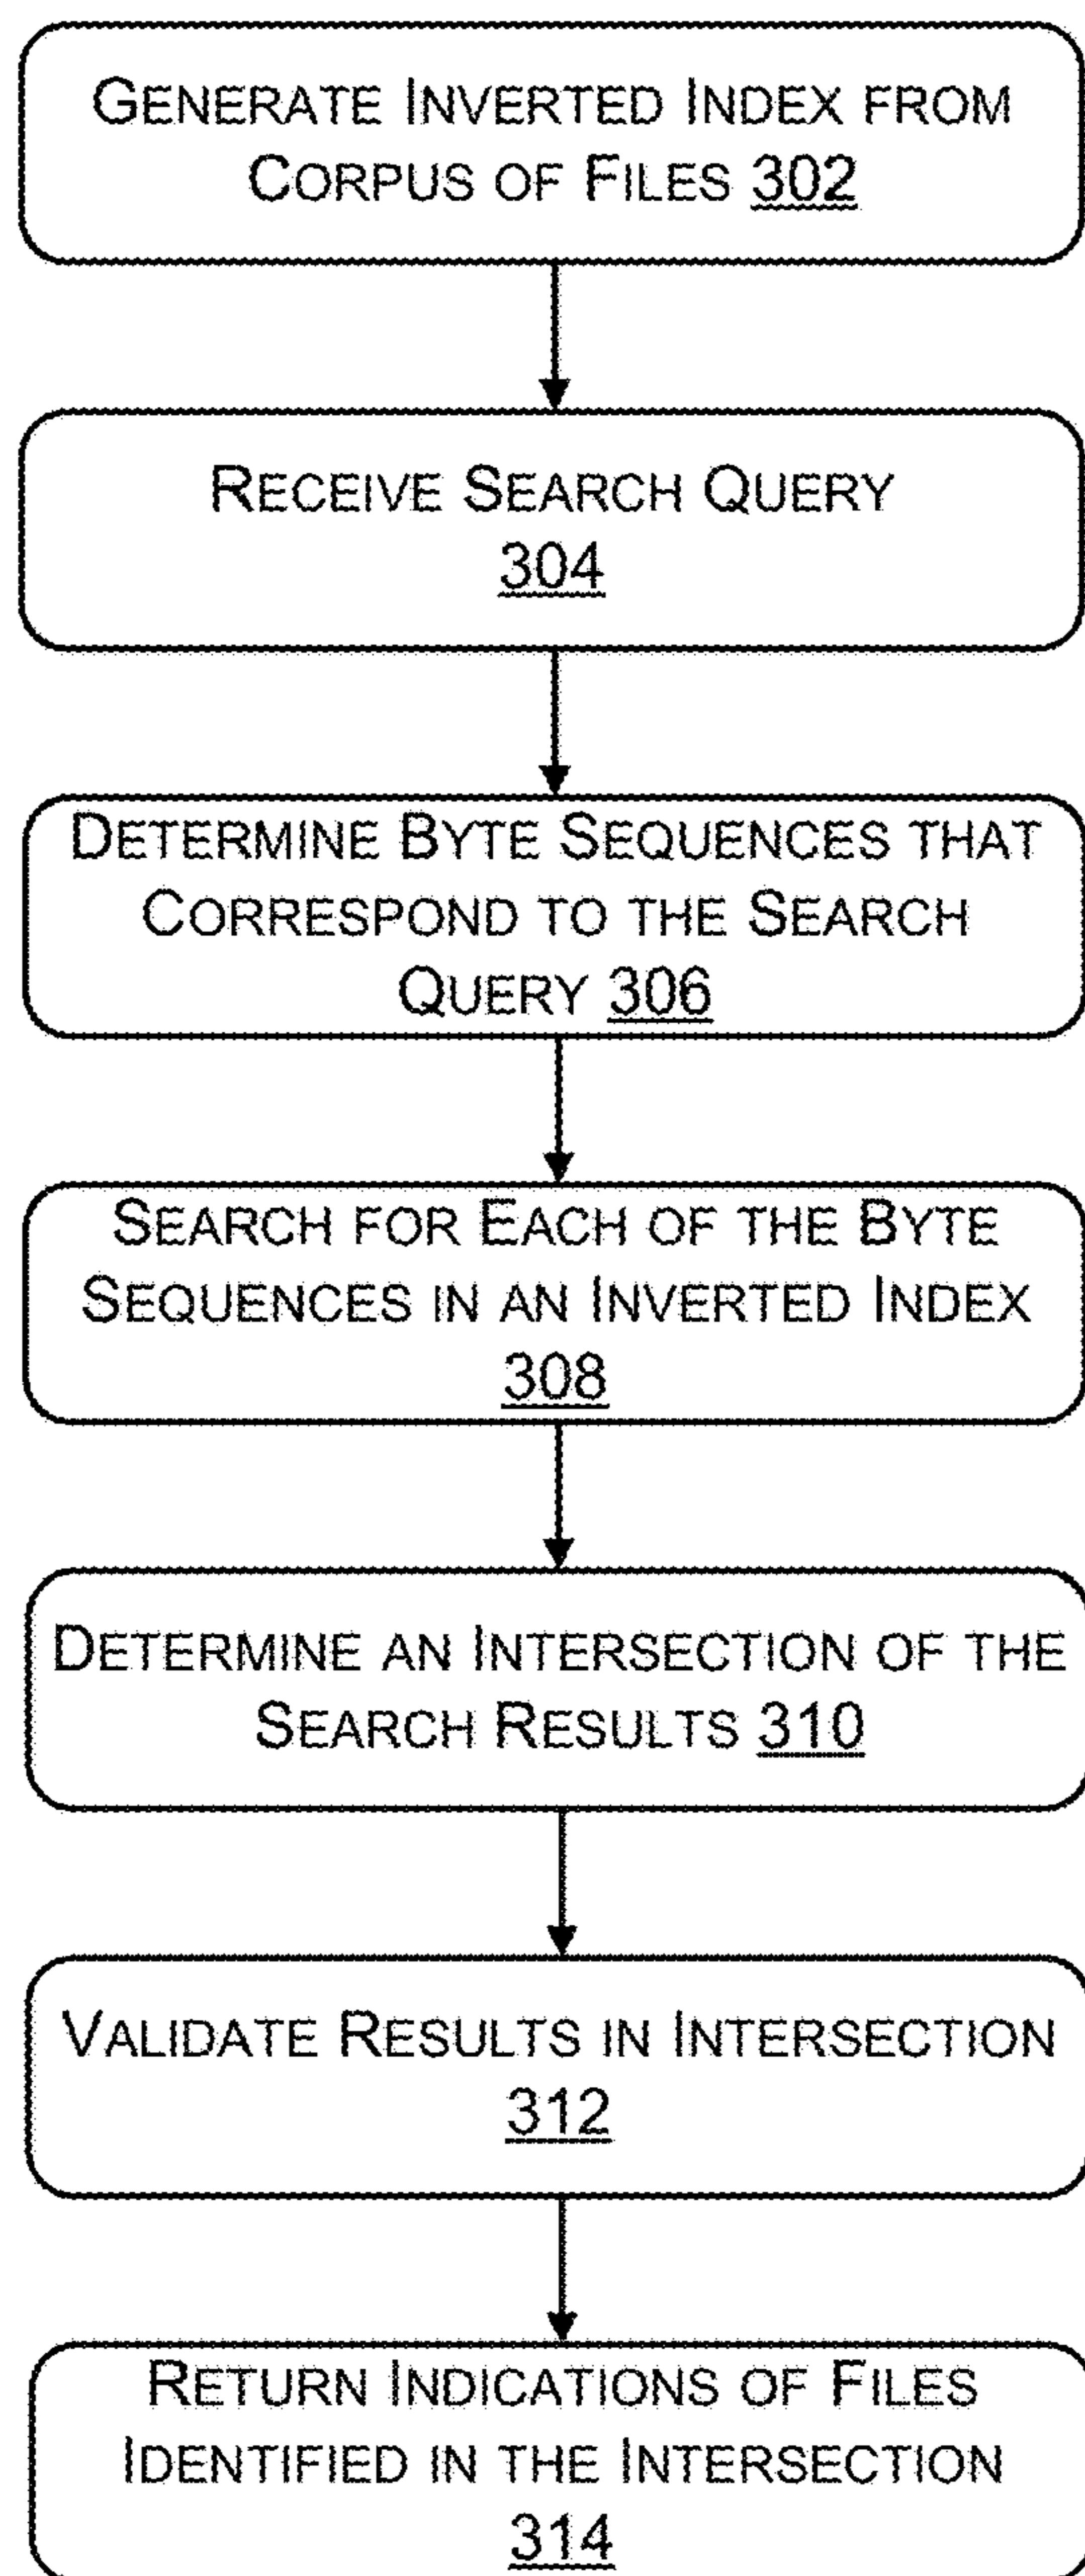 GENERATE INVERTED INDEX FROM
CORPUS OF FILES 302
RECEIVE SEARCH QUERY
304
DETERMINE BYTE SEQUENCES THAT
CORRESPOND TO THE SEARCH
QUERY 306
SEARCH FOR EACH OF THE BYTE
SEQUENCES IN AN INVERTED INDEX
308
DETERMINE AN INTERSECTION OF THE
SEARCH RESULTS 310
VALIDATE RESULTS IN INTERSECTION
312
RETURN INDICATIONS OF FILES
IDENTIFIED IN THE INTERSECTION
314